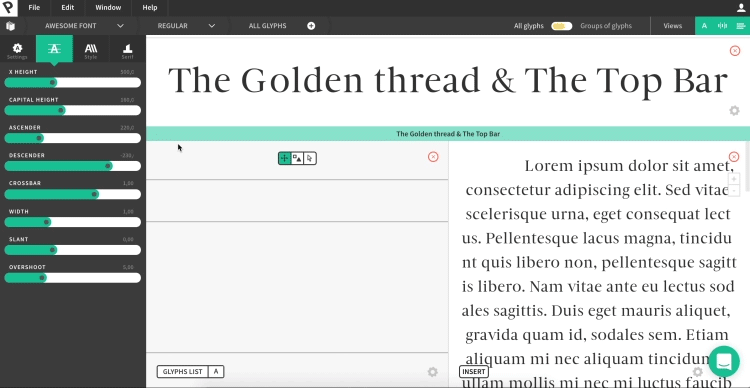 P File Edit Window Help
AWESOME FONT REGULAR ALL GLYPHS All glyphs Groups of glyphs Views A
Settings A Style Serif
X HEIGHT 500,0
CAPITAL HEIGHT
ASCENDER 220,0
DESCENDER
CROSSBAR 1,00
WIDTH 1,00
SLANT 0,00
OVERSHOOT 5,00
The Golden thread & The Top Bar
The Golden thread & The Top Bar
Lorem ipsum dolor sit amet,
consectetur adipiscing elit. Sed vitae
scelerisque urna, eget consequat lect
us. Pellentesque lacus magna, tincidu
nt quis libero non, pellentesque sagitt
is libero. Nam vitae ante eu lectus sod
ales sagittis. Duis eget mauris aliquet,
gravida quam id, sodales sem. Etiam
aliquam mi nec aliquam tincidun
ullam mollis mi nec mi luctus faucib
GLYPHS LIST A
INSERT